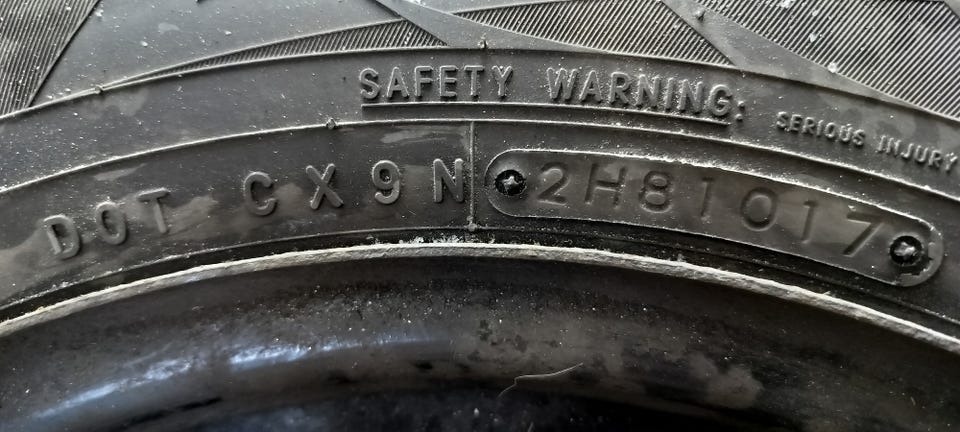 SAFETY WARNING:
SERIOUS INJURY
DOT CX9N 2H81017